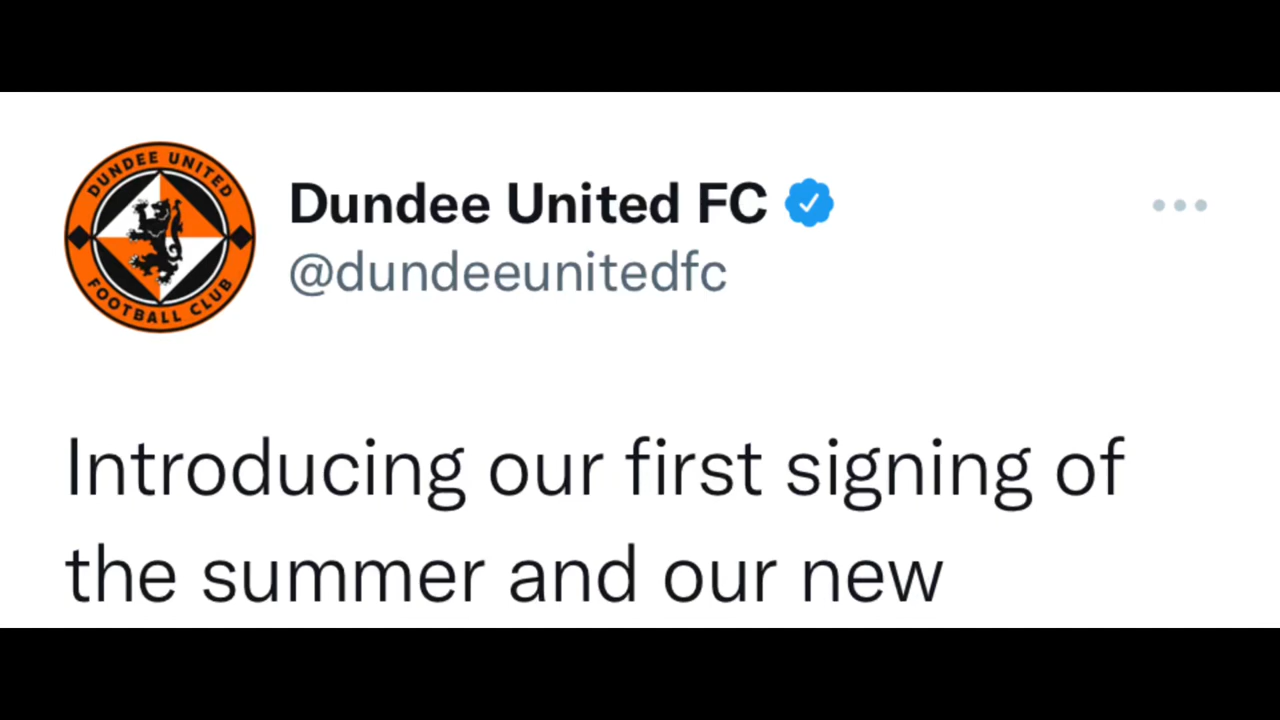 DUNDEE UNITED
FOOTBALL CLUB
Dundee United FC
@dundeeunitedfc
Introducing our first signing of
the summer and our new